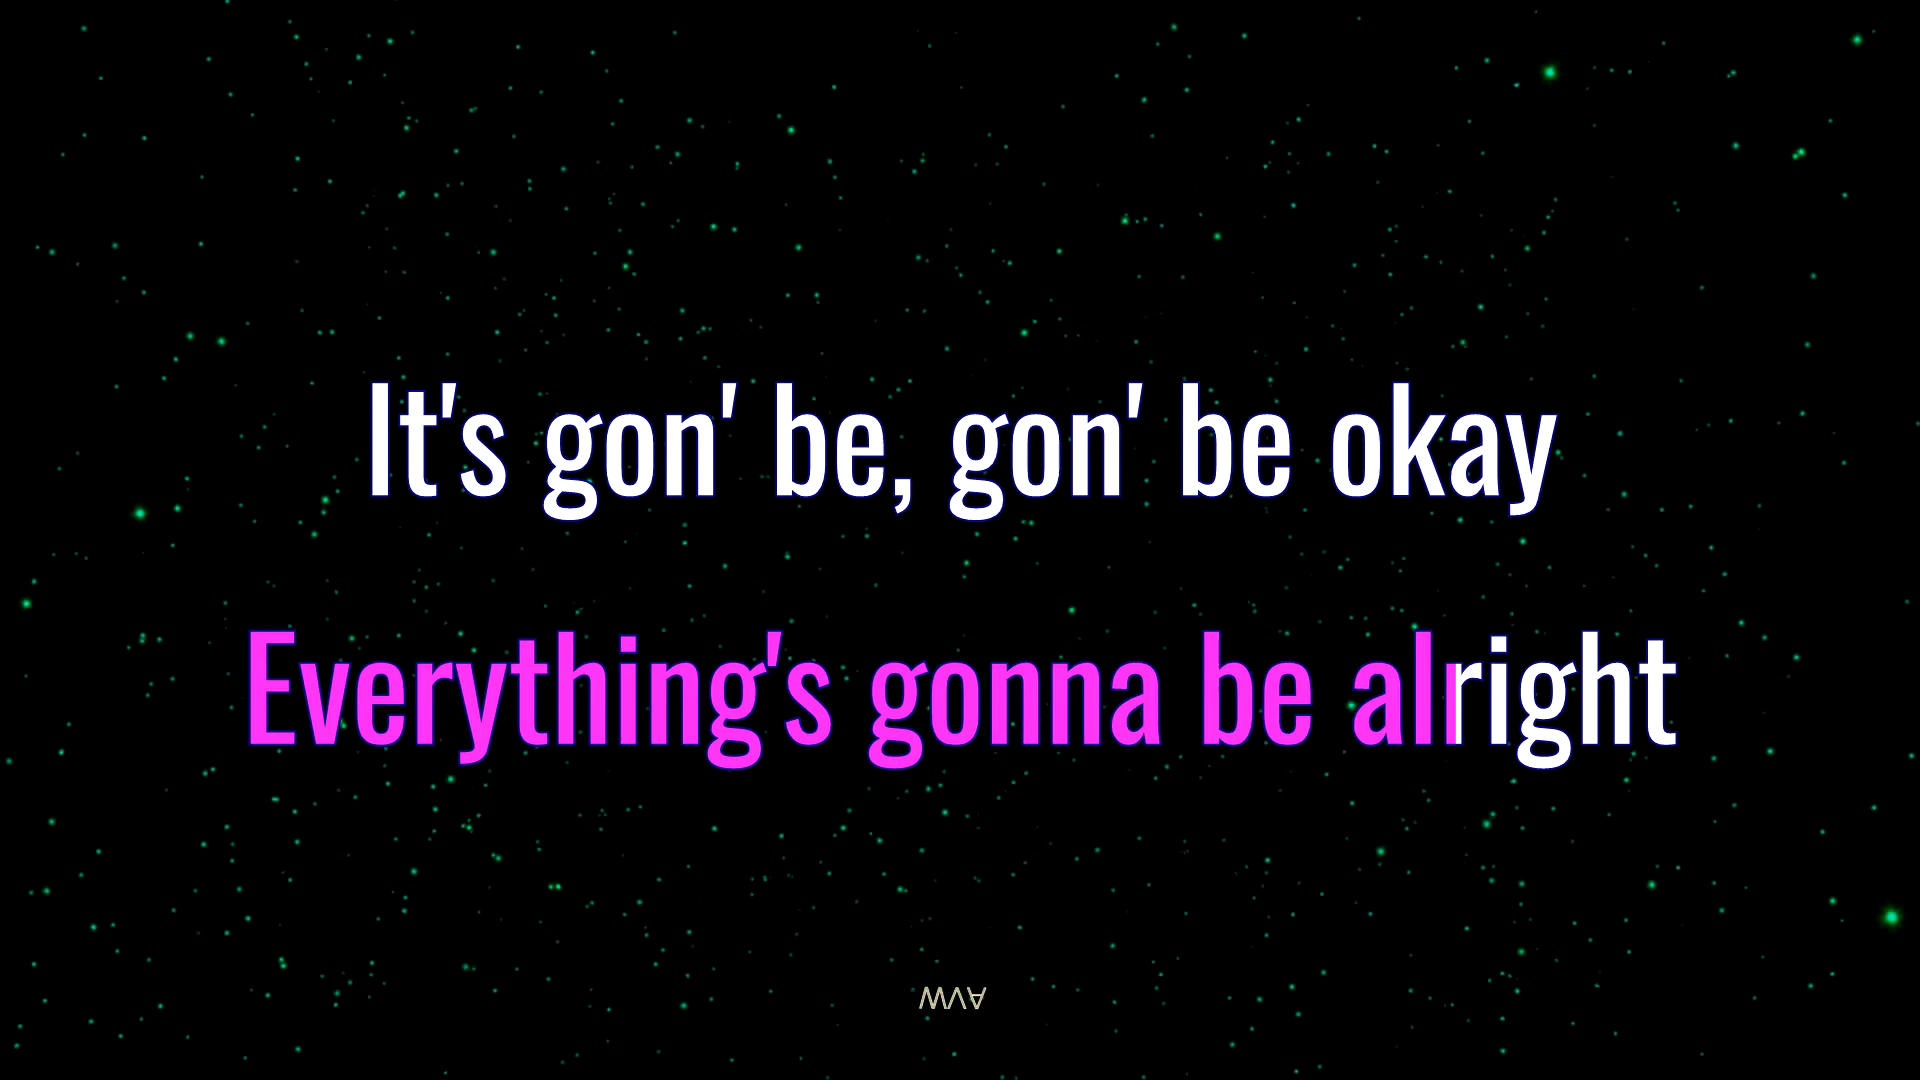 It's gon' be, gon' be okay
Everything's gonna be alright